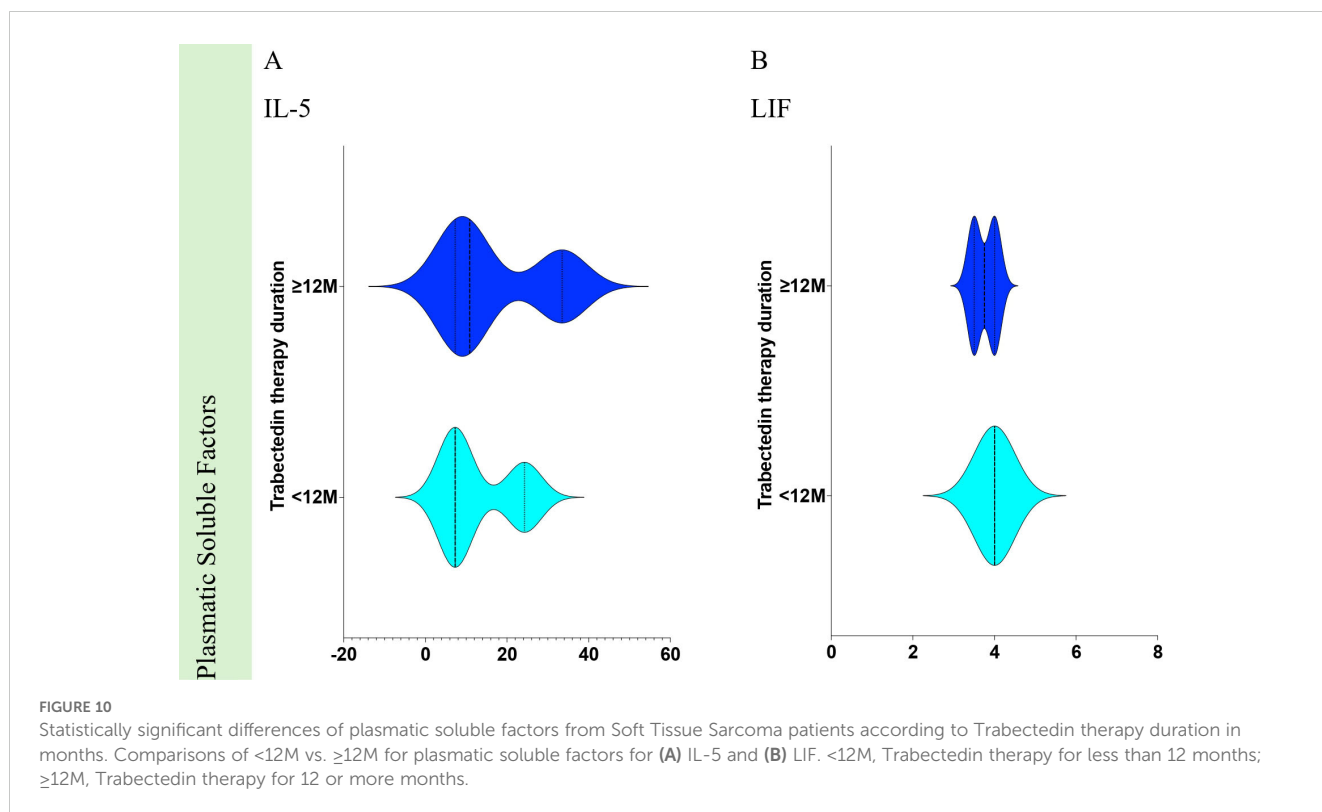 Plasmatic Soluble Factors
A
IL-5
Trabectedin therapy duration
≥12M
<12M
-20 0 20 40 60
B
LIF
Trabectedin therapy duration
≥12M
<12M
0 2 4 6 8
FIGURE 10
Statistically significant differences of plasmatic soluble factors from Soft Tissue Sarcoma patients according to Trabectedin therapy duration in
months. Comparisons of <12M vs. ≥12M for plasmatic soluble factors for (A) IL-5 and (B) LIF. <12M, Trabectedin therapy for less than 12 months;
≥12M, Trabectedin therapy for 12 or more months.